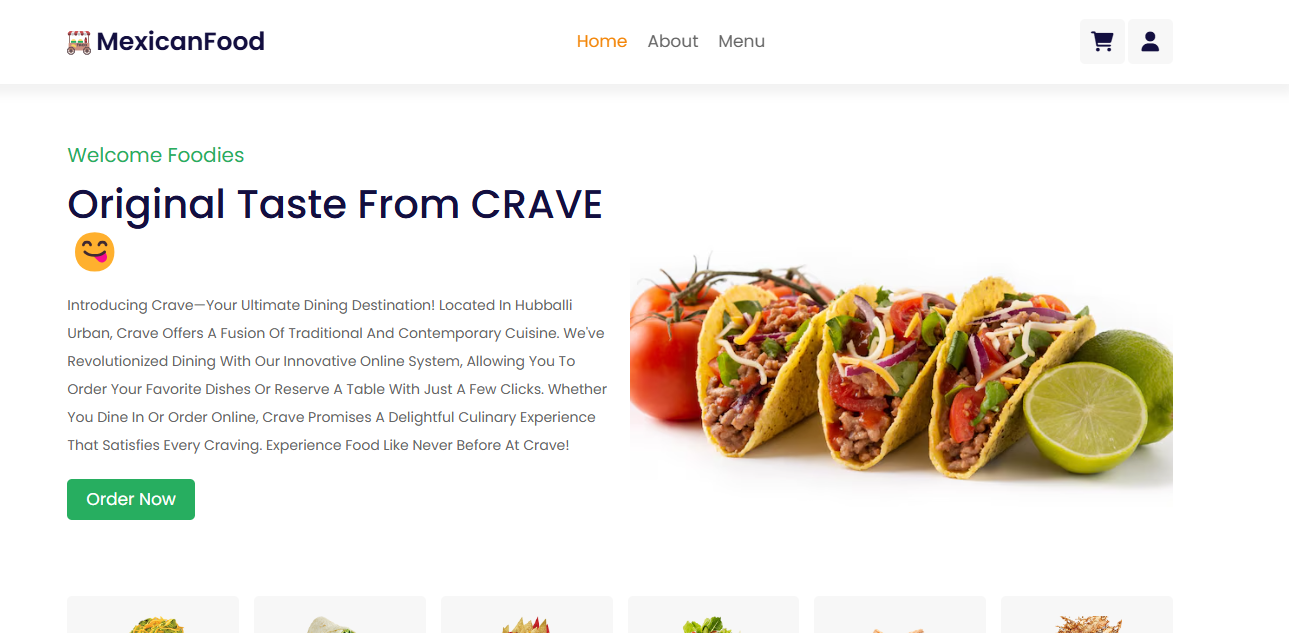 MexicanFood
Home About Menu
Welcome Foodies
Original Taste From CRAVE
😋
Introducing Crave—Your Ultimate Dining Destination! Located In Hubballi
Urban, Crave Offers A Fusion Of Traditional And Contemporary Cuisine. We've
Revolutionized Dining With Our Innovative Online System, Allowing You To
Order Your Favorite Dishes Or Reserve A Table With Just A Few Clicks. Whether
You Dine In Or Order Online, Crave Promises A Delightful Culinary Experience
That Satisfies Every Craving. Experience Food Like Never Before At Crave!
Order Now